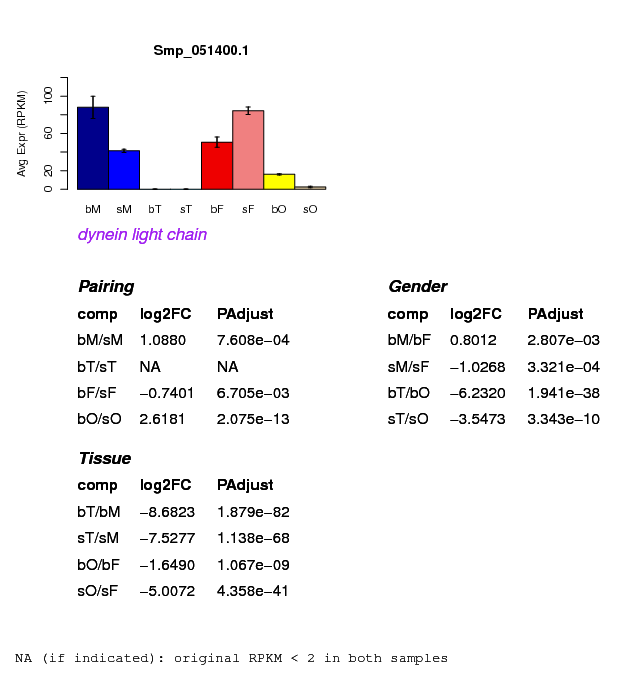 Smp_051400.1
Avg Expr (RPKM)
0 20 60 100
bM sM bT sT bF sF bO sO
dynein light chain
Pairing
comp log2FC PAdjust
bM/sM 1.0880 7.608e−04
bT/sT NA NA
bF/sF −0.7401 6.705e−03
bO/sO 2.6181 2.075e−13
Gender
comp log2FC PAdjust
bM/bF 0.8012 2.807e−03
sM/sF −1.0268 3.321e−04
bT/bO −6.2320 1.941e−38
sT/sO −3.5473 3.343e−10
Tissue
comp log2FC PAdjust
bT/bM −8.6823 1.879e−82
sT/sM −7.5277 1.138e−68
bO/bF −1.6490 1.067e−09
sO/sF −5.0072 4.358e−41
NA (if indicated): original RPKM < 2 in both samples